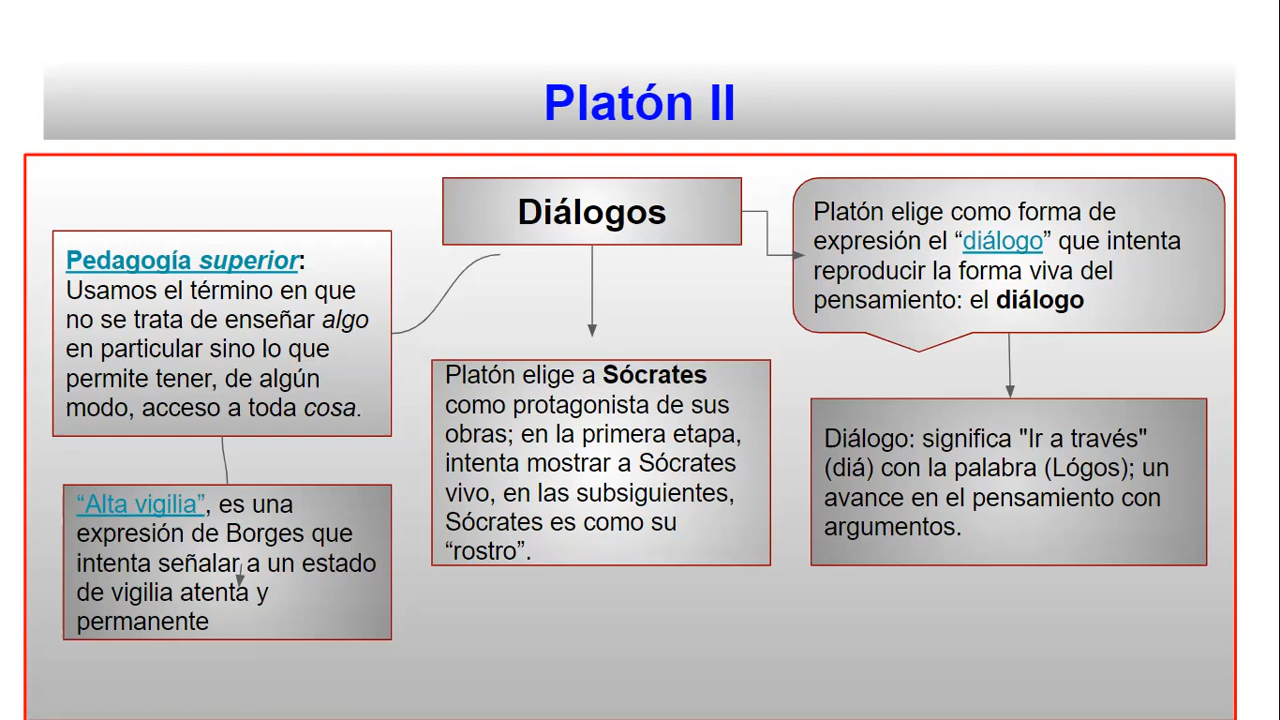 Platón II
Diálogos
Platón elige como forma de
expresión el “diálogo” que intenta
reproducir la forma viva del
pensamiento: el diálogo
Pedagogía superior:
Usamos el término en que
no se trata de enseñar algo
en particular sino lo que
permite tener, de algún
modo, acceso a toda cosa.
Platón elige a Sócrates
como protagonista de sus
obras; en la primera etapa,
intenta mostrar a Sócrates
vivo, en las subsiguientes,
Sócrates es como su
“rostro”.
Diálogo: significa "Ir a través"
(diá) con la palabra (Lógos); un
avance en el pensamiento con
argumentos.
“Alta vigilia”, es una
expresión de Borges que
intenta señalar a un estado
de vigilia atenta y
permanente